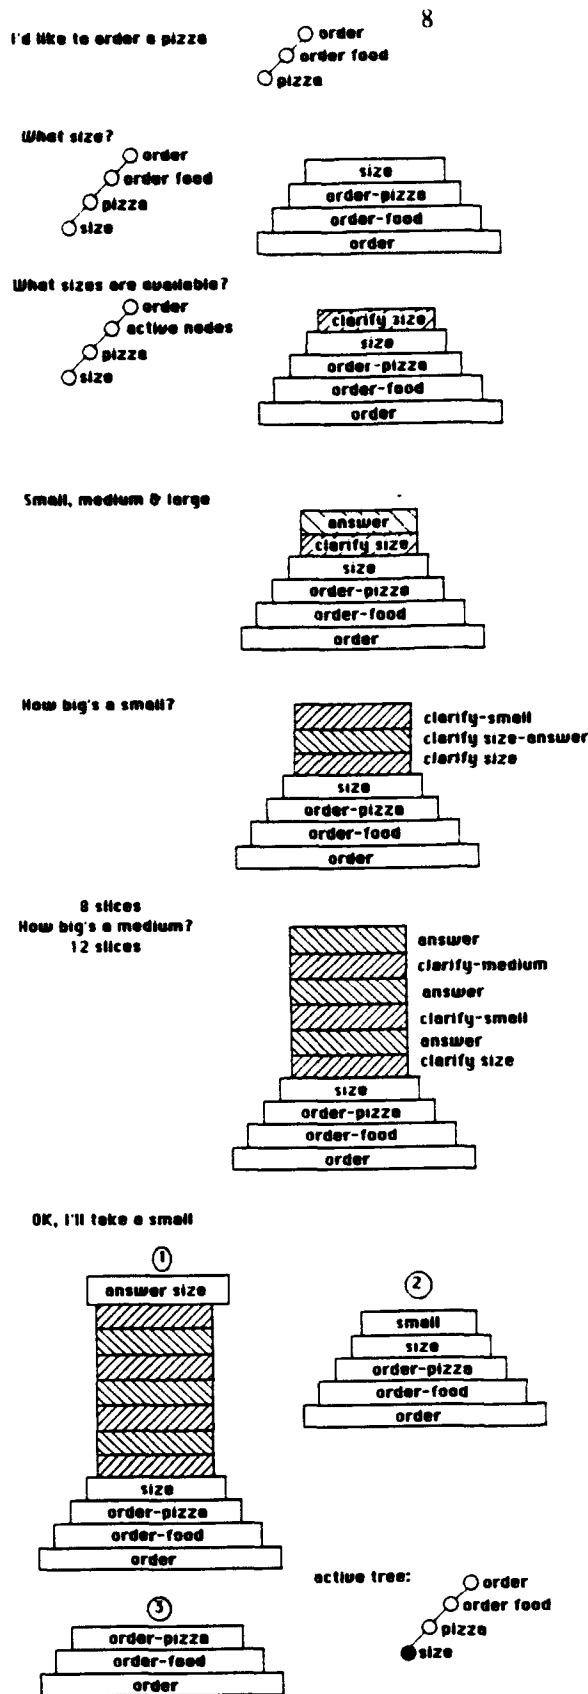 8
I'd like to order a pizza
order
order food
pizza
What size?
order
order food
pizza
size
size
order-pizza
order-food
order
What sizes are available?
order
active nodes
pizza
size
clarify size
size
order-pizza
order-food
order
Small, medium & large
answer
clarify size
size
order-pizza
order-food
order
How big's a small?
clarify-small
clarify size-answer
clarify size
size
order-pizza
order-food
order
8 slices
How big's a medium?
12 slices
answer
clarify-medium
answer
clarify-small
answer
clarify size
size
order-pizza
order-food
order
OK, I'll take a small
1
answer size
size
order-pizza
order-food
order
2
small
size
order-pizza
order-food
order
active tree:
order
order food
pizza
size
3
order-pizza
order-food
order